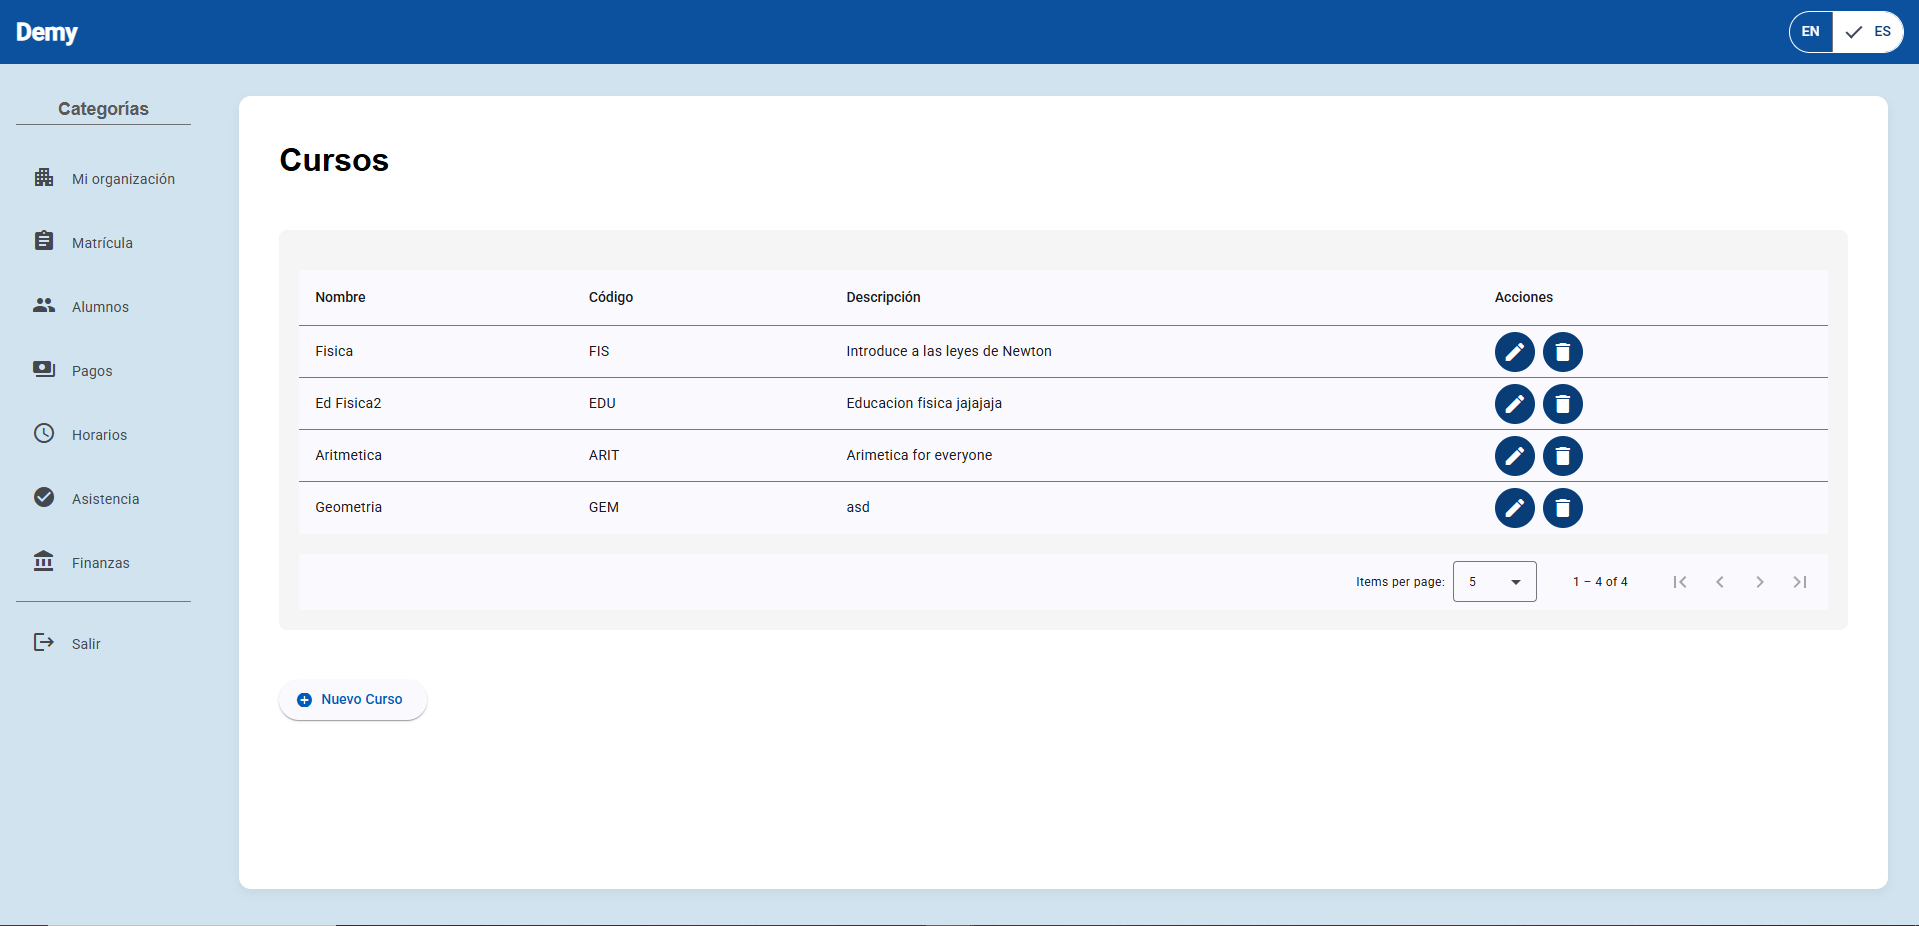 Demy
EN ES
Categorías
Mi organización
Matrícula
Alumnos
Pagos
Horarios
Asistencia
Finanzas
Salir
Cursos
Nombre Código Descripción Acciones
Fisica FIS Introduce a las leyes de Newton
Ed Fisica2 EDU Educacion fisica jajajaja
Aritmetica ARIT Arimetica for everyone
Geometria GEM asd
Items per page: 5 1 – 4 of 4
Nuevo Curso